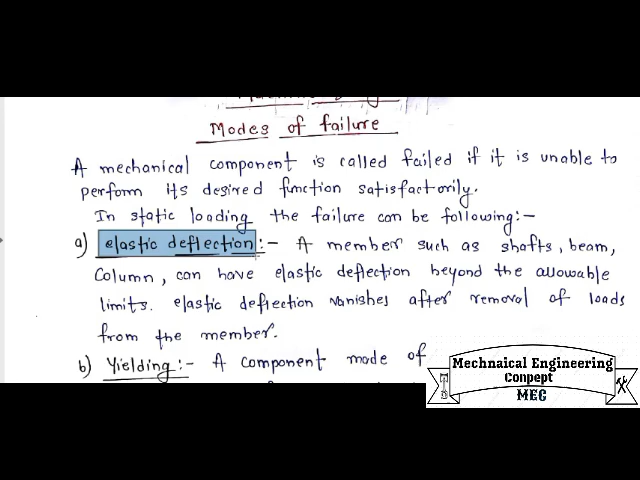 Modes of failure
A mechanical component is called failed if it is unable to
perform its desired function satisfactorily.
In static loading the failure can be following:-
a) elastic deflection :- A member such as shafts, beam,
Column, can have elastic deflection beyond the allowable
limits. elastic deflection vanishes after removal of loads
from the member.
b) Yielding :- A component mode of
Mechnaical Engineering
Conpept
MEC